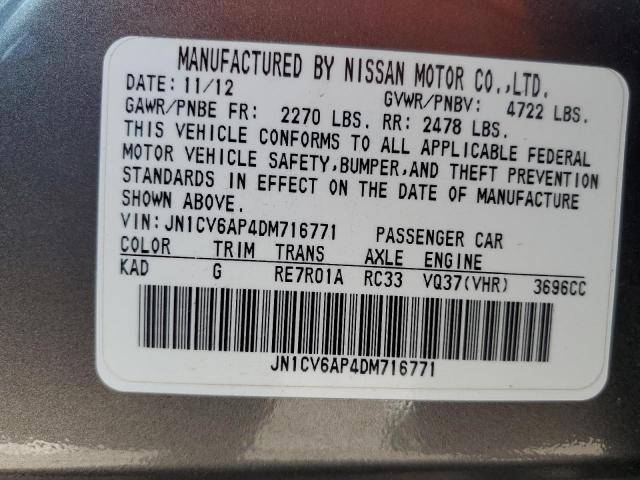 MANUFACTURED BY NISSAN MOTOR CO.,LTD.
DATE: 11/12 GVWR/PNBV: 4722 LBS.
GAWR/PNBE FR: 2270 LBS. RR: 2478 LBS.
THIS VEHICLE CONFORMS TO ALL APPLICABLE FEDERAL
MOTOR VEHICLE SAFETY,BUMPER,AND THEFT PREVENTION
STANDARDS IN EFFECT ON THE DATE OF MANUFACTURE
SHOWN ABOVE.
VIN: JN1CV6AP4DM716771 PASSENGER CAR
COLOR TRIM TRANS AXLE ENGINE
KAD G RE7R01A RC33 VQ37(VHR) 3696CC
JN1CV6AP4DM716771